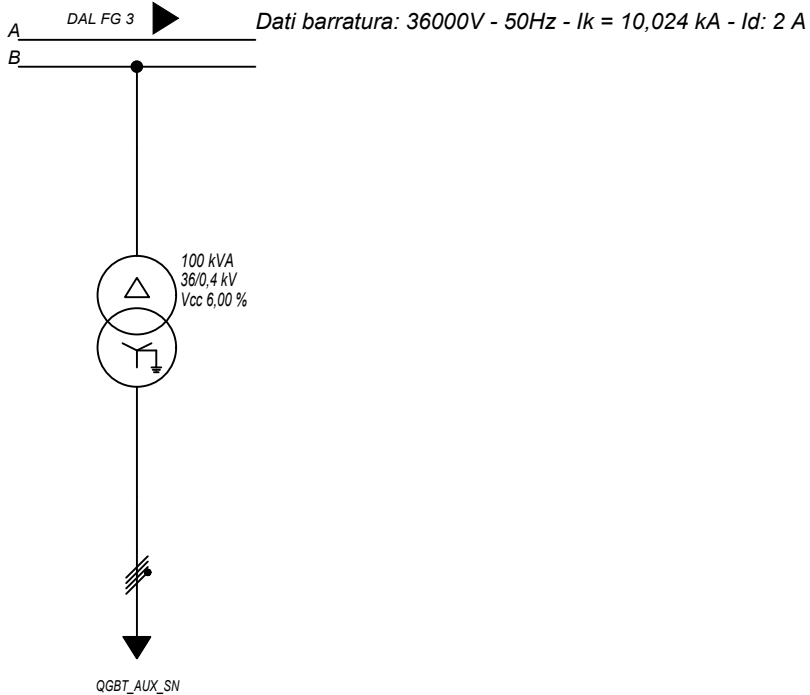 DAL FG 3
Dati barratura: 36000V - 50Hz - Ik = 10,024 kA - Id: 2 A
A
B
100 kVA
36/0,4 kV
Vcc 6,00 %
QGBT_AUX_SN